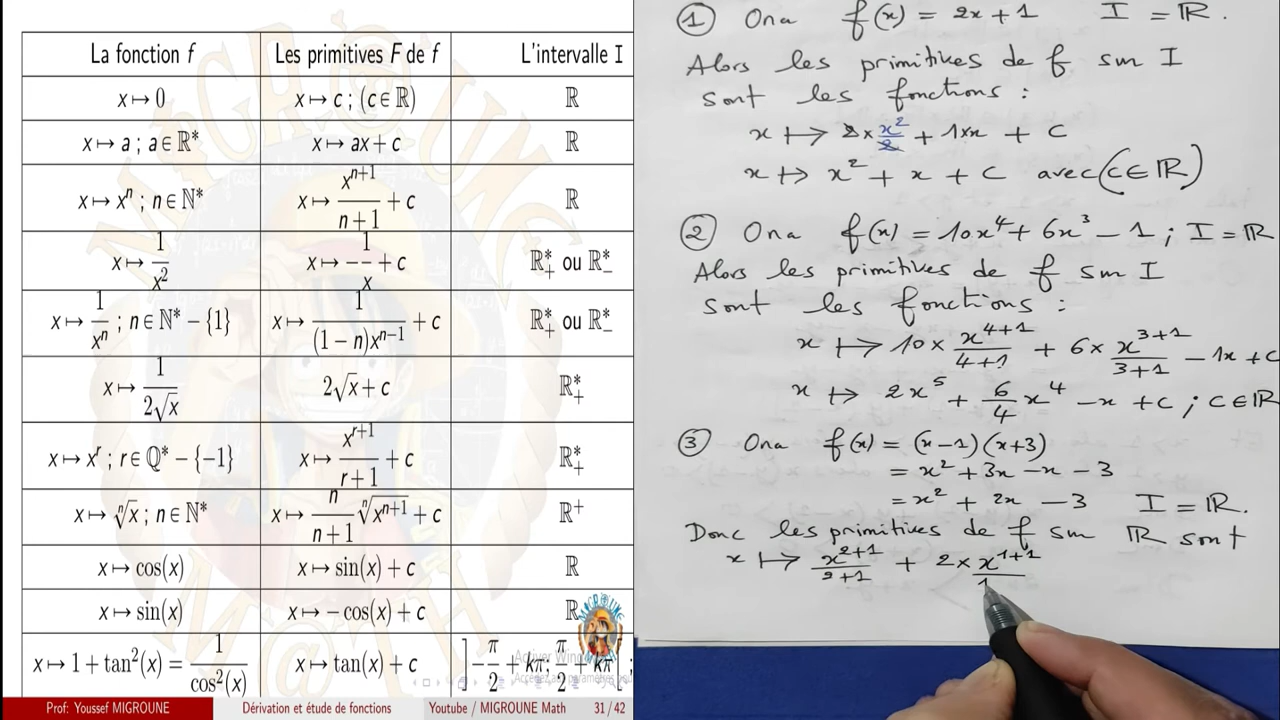 La fonction f Les primitives F de f L'intervalle I
x ↦ 0 x ↦ c ; (c ∈ ℝ) ℝ
x ↦ a ; a ∈ ℝ* x ↦ ax + c ℝ
x ↦ xⁿ ; n ∈ ℕ* x ↦ xⁿ⁺¹/(n+1) + c ℝ
x ↦ 1/x² x ↦ −1/x + c ℝ*₊ ou ℝ*₋
x ↦ 1/xⁿ ; n ∈ ℕ* − {1} x ↦ 1/((1−n)xⁿ⁻¹) + c ℝ*₊ ou ℝ*₋
x ↦ 1/(2√x) 2√x + c ℝ*₊
x ↦ xʳ ; r ∈ ℚ* − {−1} x ↦ xʳ⁺¹/(r+1) + c ℝ*₊
x ↦ ⁿ√x ; n ∈ ℕ* x ↦ n/(n+1) ⁿ√(xⁿ⁺¹) + c ℝ⁺
x ↦ cos(x) x ↦ sin(x) + c ℝ
x ↦ sin(x) x ↦ −cos(x) + c ℝ
x ↦ 1 + tan²(x) = 1/cos²(x) x ↦ tan(x) + c ]−π/2 + kπ; π/2 + kπ[ ;
Prof: Youssef MIGROUNE Dérivation et étude de fonctions Youtube / MIGROUNE Math 31 / 42
① On a f(x) = 2x + 1 I = ℝ.
Alors les primitives de f sur I
sont les fonctions :
x ↦ 2 × x²/2 + 1×x + c
x ↦ x² + x + c avec (c ∈ ℝ)
② On a f(x) = 10x⁴ + 6x³ − 1 ; I = ℝ
Alors les primitives de f sur I
sont les fonctions :
x ↦ 10 × x⁴⁺¹/(4+1) + 6 × x³⁺¹/(3+1) − 1x + c
x ↦ 2x⁵ + 6/4 x⁴ − x + c ; c ∈ ℝ
③ On a f(x) = (x−1)(x+3)
= x² + 3x − x − 3
= x² + 2x − 3 I = ℝ.
Donc les primitives de f sur ℝ sont
x ↦ x²⁺¹/(2+1) + 2 × x¹⁺¹/1